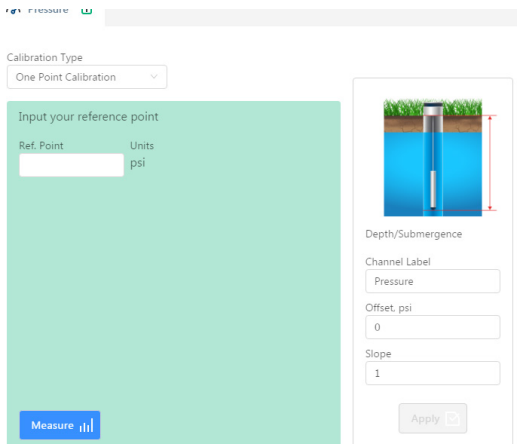 Pressure
Calibration Type
One Point Calibration
Input your reference point
Ref. Point Units
psi
Measure
Depth/Submergence
Channel Label
Pressure
Offset, psi
0
Slope
1
Apply